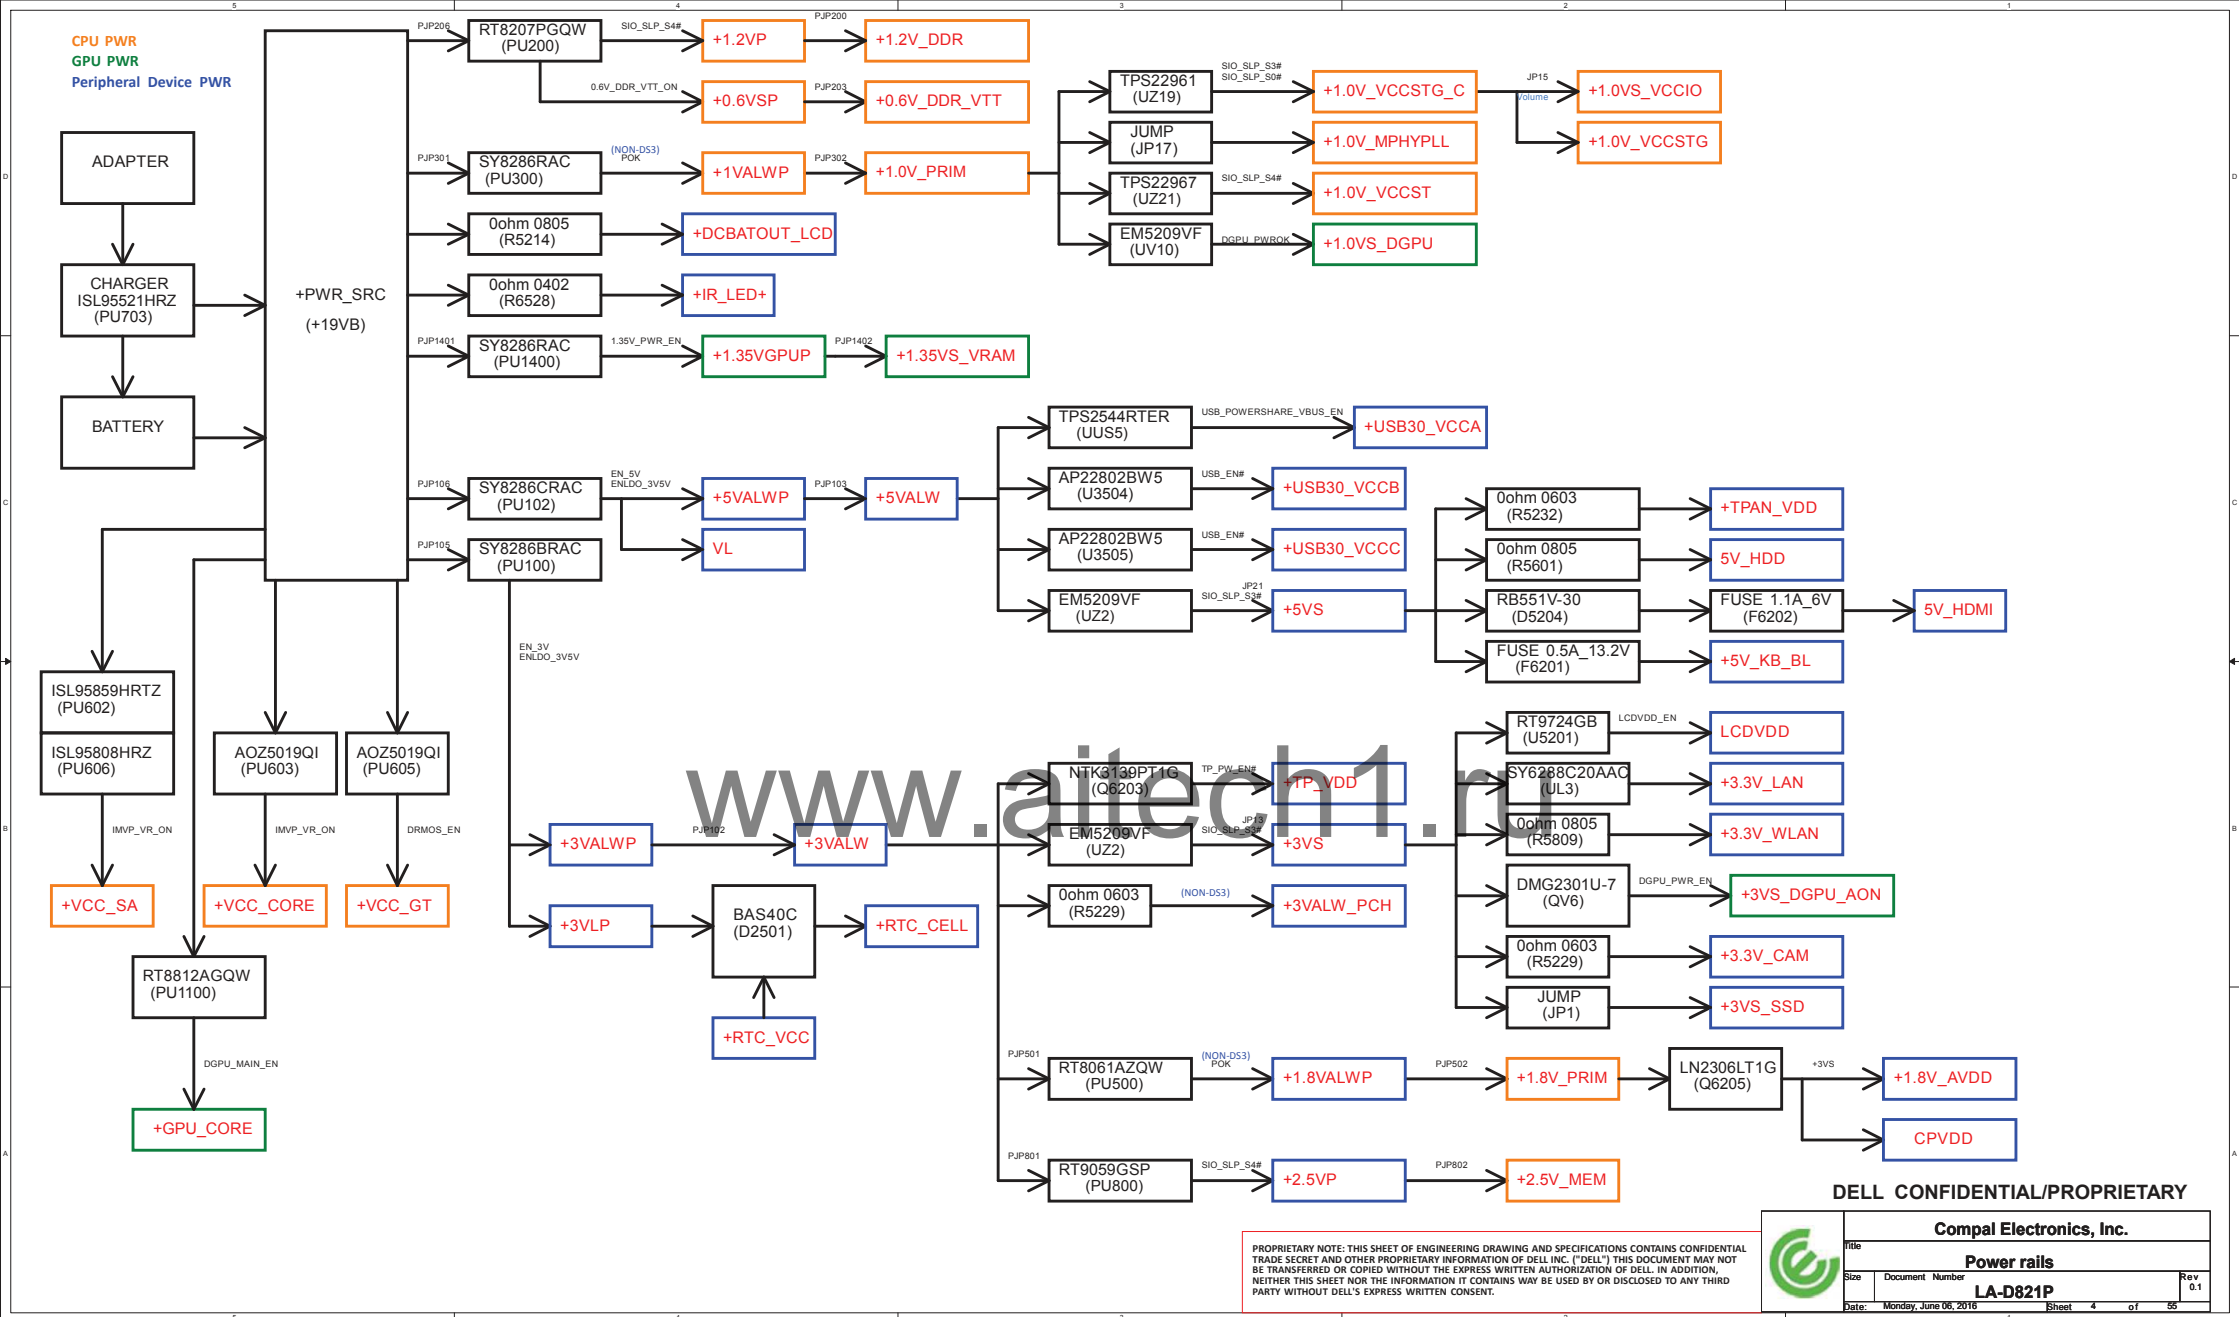 CPU PWR
GPU PWR
Peripheral Device PWR
ADAPTER
CHARGER
ISL95521HRZ
(PU703)
BATTERY
+PWR_SRC
(+19VB)
PJP206
RT8207PGQW
(PU200)
SIO_SLP_S4#
+1.2VP
PJP200
+1.2V_DDR
0.6V_DDR_VTT_ON
+0.6VSP
PJP203
+0.6V_DDR_VTT
PJP301
SY8286RAC
(PU300)
(NON-DS3)
POK
+1VALWP
PJP302
+1.0V_PRIM
TPS22961
(UZ19)
SIO_SLP_S3#
SIO_SLP_S0#
+1.0V_VCCSTG_C
JP15
Volume
+1.0VS_VCCIO
+1.0V_VCCSTG
JUMP
(JP17)
+1.0V_MPHYPLL
TPS22967
(UZ21)
SIO_SLP_S4#
+1.0V_VCCST
EM5209VF
(UV10)
DGPU_PWROK
+1.0VS_DGPU
0ohm 0805
(R5214)
+DCBATOUT_LCD
0ohm 0402
(R6528)
+IR_LED+
PJP1401
SY8286RAC
(PU1400)
1.35V_PWR_EN
+1.35VGPUP
PJP1402
+1.35VS_VRAM
PJP106
SY8286CRAC
(PU102)
EN_5V
ENLDO_3V5V
+5VALWP
PJP103
+5VALW
VL
PJP105
SY8286BRAC
(PU100)
EN_3V
ENLDO_3V5V
TPS2544RTER
(UUS5)
USB_POWERSHARE_VBUS_EN
+USB30_VCCA
AP22802BW5
(U3504)
USB_EN#
+USB30_VCCB
AP22802BW5
(U3505)
USB_EN#
+USB30_VCCC
EM5209VF
(UZ2)
JP21
SIO_SLP_S3#
+5VS
0ohm 0603
(R5232)
+TPAN_VDD
0ohm 0805
(R5601)
5V_HDD
RB551V-30
(D5204)
FUSE 1.1A_6V
(F6202)
5V_HDMI
FUSE 0.5A_13.2V
(F6201)
+5V_KB_BL
ISL95859HRTZ
(PU602)
ISL95808HRZ
(PU606)
IMVP_VR_ON
+VCC_SA
AOZ5019QI
(PU603)
IMVP_VR_ON
+VCC_CORE
AOZ5019QI
(PU605)
DRMOS_EN
+VCC_GT
RT8812AGQW
(PU1100)
DGPU_MAIN_EN
+GPU_CORE
www.aitech1.ru
+3VALWP
PJP102
+3VALW
+3VLP
BAS40C
(D2501)
+RTC_CELL
+RTC_VCC
NTK3139PT1G
(Q6203)
TP_PW_EN#
+TP_VDD
EM5209VF
(UZ2)
JP13
SIO_SLP_S3#
+3VS
0ohm 0603
(R5229)
(NON-DS3)
+3VALW_PCH
RT9724GB
(U5201)
LCDVDD_EN
LCDVDD
SY6288C20AAC
(UL3)
+3.3V_LAN
0ohm 0805
(R5809)
+3.3V_WLAN
DMG2301U-7
(QV6)
DGPU_PWR_EN
+3VS_DGPU_AON
0ohm 0603
(R5229)
+3.3V_CAM
JUMP
(JP1)
+3VS_SSD
PJP501
RT8061AZQW
(PU500)
(NON-DS3)
POK
+1.8VALWP
PJP502
+1.8V_PRIM
LN2306LT1G
(Q6205)
+3VS
+1.8V_AVDD
CPVDD
PJP801
RT9059GSP
(PU800)
SIO_SLP_S4#
+2.5VP
PJP802
+2.5V_MEM
DELL CONFIDENTIAL/PROPRIETARY
PROPRIETARY NOTE: THIS SHEET OF ENGINEERING DRAWING AND SPECIFICATIONS CONTAINS CONFIDENTIAL
TRADE SECRET AND OTHER PROPRIETARY INFORMATION OF DELL INC. ("DELL") THIS DOCUMENT MAY NOT
BE TRANSFERRED OR COPIED WITHOUT THE EXPRESS WRITTEN AUTHORIZATION OF DELL. IN ADDITION,
NEITHER THIS SHEET NOR THE INFORMATION IT CONTAINS WAY BE USED BY OR DISCLOSED TO ANY THIRD
PARTY WITHOUT DELL'S EXPRESS WRITTEN CONSENT.
Compal Electronics, Inc.
Title
Power rails
Size Document Number Rev
LA-D821P 0.1
Date: Monday, June 06, 2016 Sheet 4 of 55
5 4 3 2 1
D
C
B
A